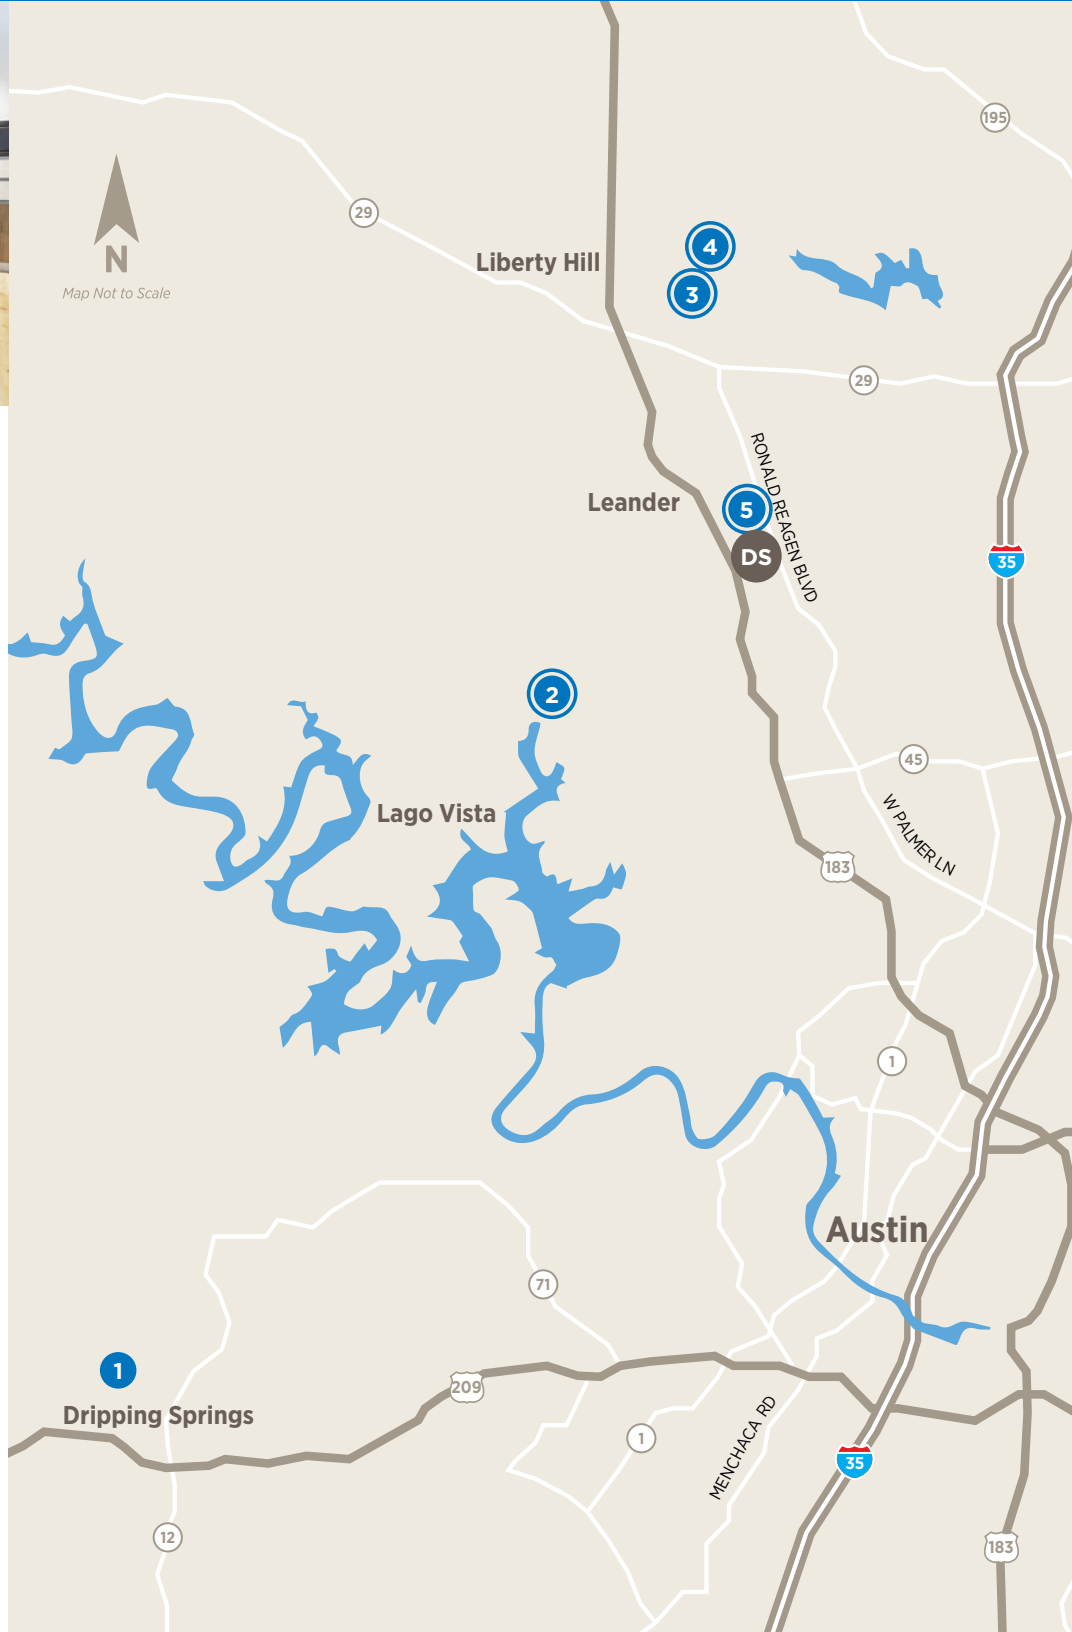 195
29
N
Map Not to Scale
Liberty Hill
4
3
29
RONALD REAGEN BLVD
Leander
5
DS
35
2
45
Lago Vista
W PALMER LN
183
1
Austin
71
1
Dripping Springs
209
MENCHACA RD
1
35
12
183